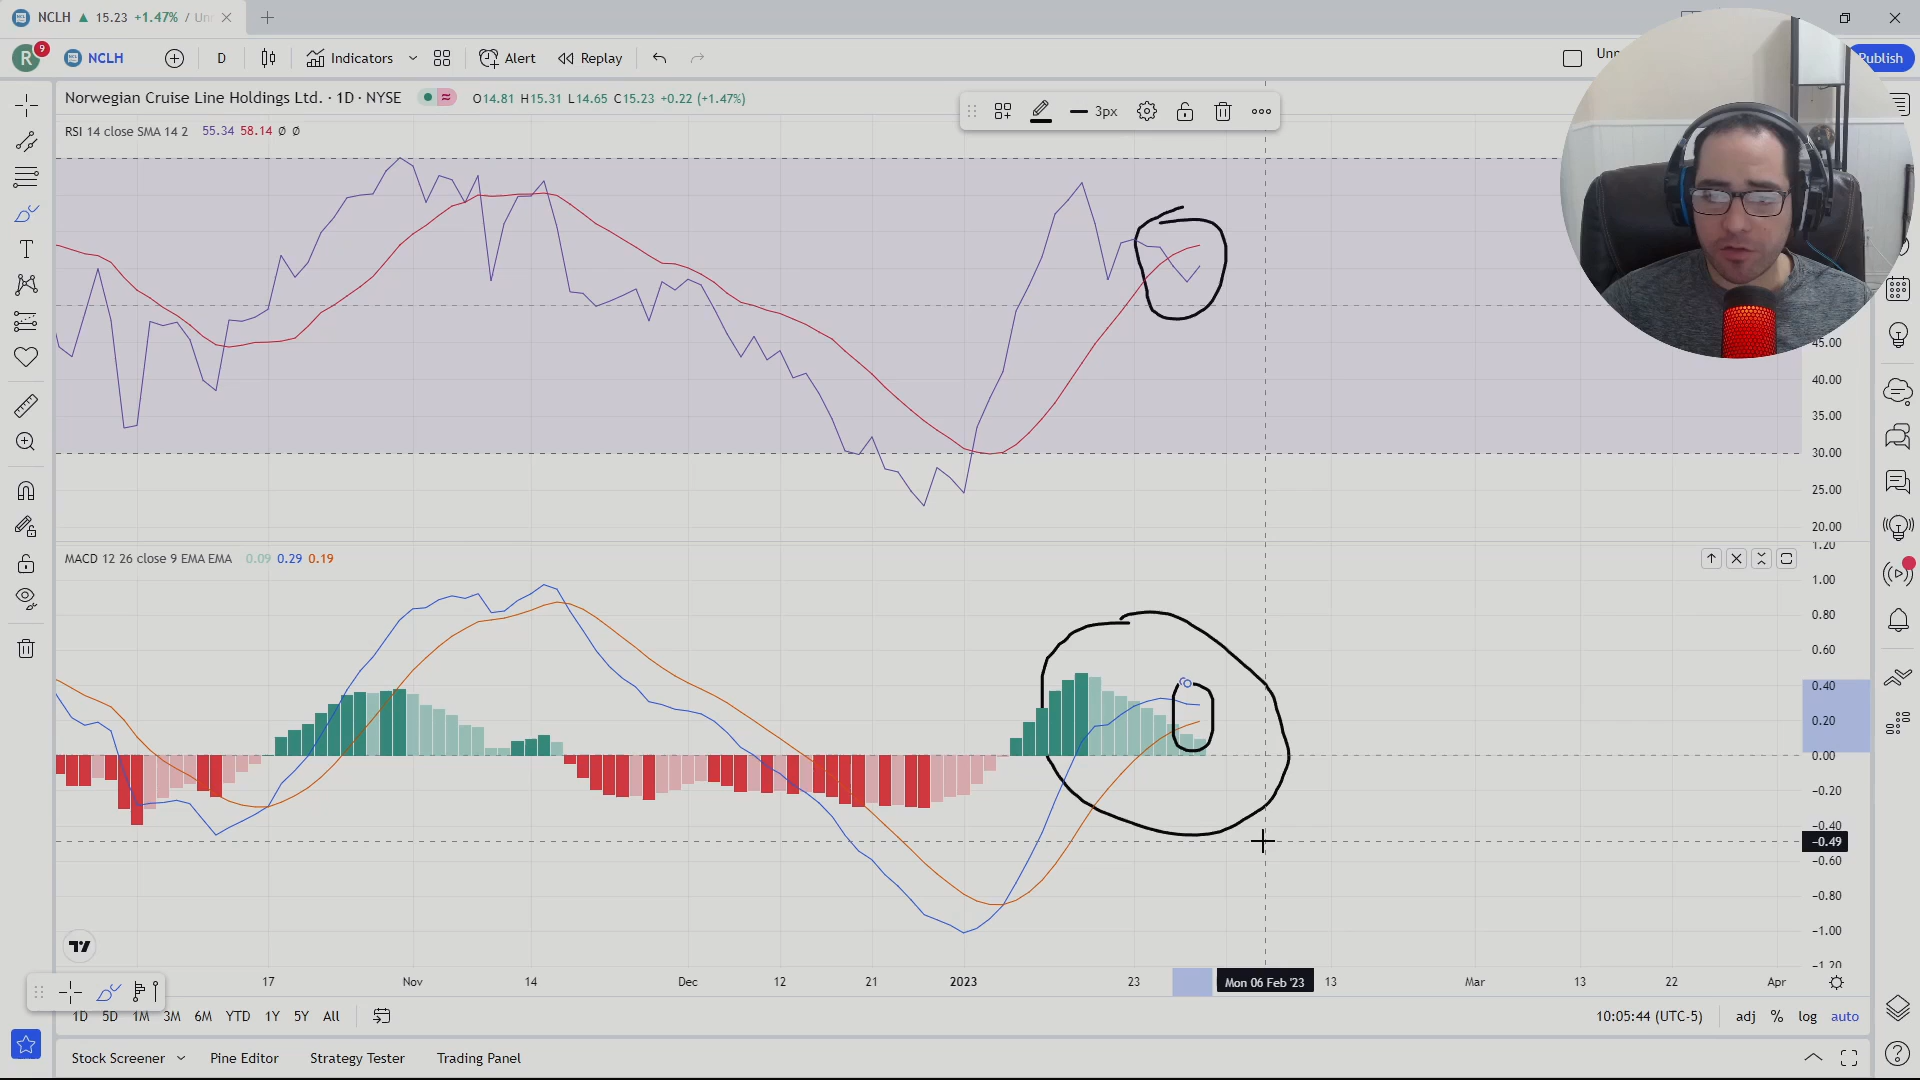 NCLH ▲ 15.23 +1.47% / Un
R 9 NCLH D Indicators Alert Replay Publish
Norwegian Cruise Line Holdings Ltd. · 1D · NYSE O14.81 H15.31 L14.65 C15.23 +0.22 (+1.47%)
3px
RSI 14 close SMA 14 2 55.34 58.14 Ø Ø
45.00
40.00
35.00
30.00
25.00
20.00
MACD 12 26 close 9 EMA EMA 0.09 0.29 0.19
1.20
1.00
0.80
0.60
0.40
0.20
0.00
−0.20
−0.40
−0.49
−0.60
−0.80
−1.00
−1.20
17 Nov 14 Dec 12 21 2023 23 Mon 06 Feb '23 13 Mar 13 22 Apr
1D 5D 1M 3M 6M YTD 1Y 5Y All 10:05:44 (UTC-5) adj % log auto
Stock Screener Pine Editor Strategy Tester Trading Panel